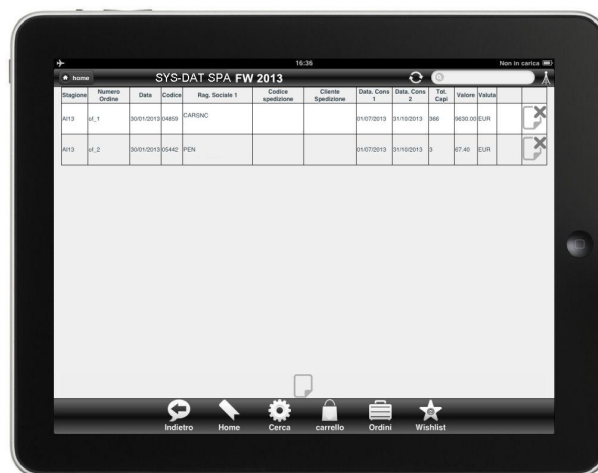 16:36
Non in carica
home
SYS-DAT SPA FW 2013
Stagione Numero Ordine Data Codice Rag. Sociale 1 Codice spedizione Cliente Spedizione Data. Cons 1 Data. Cons 2 Tot. Capi Valore Valuta
AI13 of_1 30/01/2013 04859 CARSNC 01/07/2013 31/10/2013 386 9630.00 EUR
AI13 of_2 30/01/2013 05442 PEN 01/07/2013 31/10/2013 3 67.40 EUR
Indietro Home Cerca carrello Ordini Wishlist